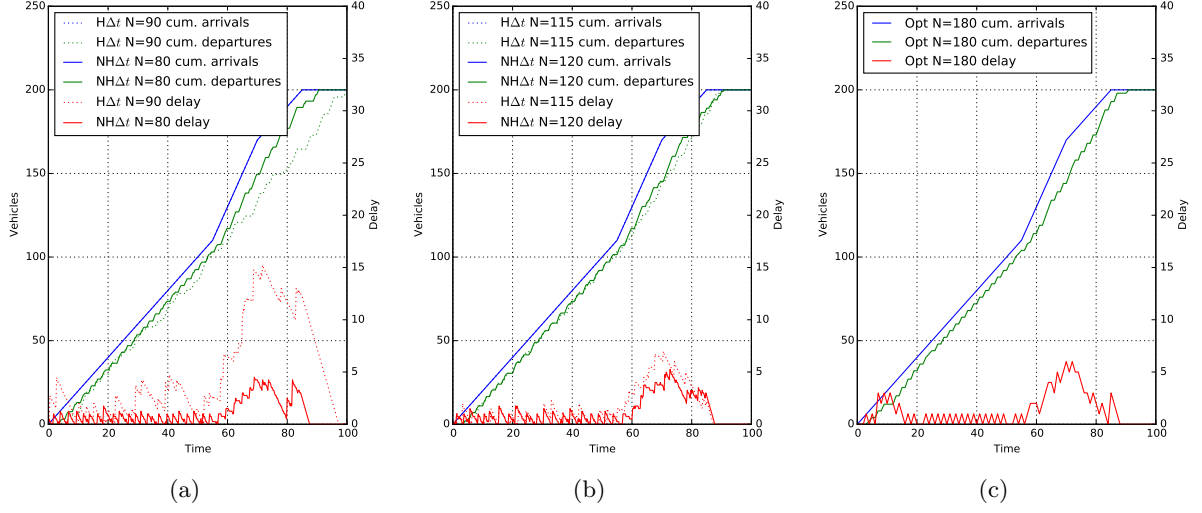 250
200
150
100
50
0
Vehicles
HΔt N=90 cum. arrivals
HΔt N=90 cum. departures
NHΔt N=80 cum. arrivals
NHΔt N=80 cum. departures
HΔt N=90 delay
NHΔt N=80 delay
40
35
30
25
20
15
10
5
0
Delay
0 20 40 60 80 100
Time
(a)
250
200
150
100
50
0
Vehicles
HΔt N=115 cum. arrivals
HΔt N=115 cum. departures
NHΔt N=120 cum. arrivals
NHΔt N=120 cum. departures
HΔt N=115 delay
NHΔt N=120 delay
40
35
30
25
20
15
10
5
0
Delay
0 20 40 60 80 100
Time
(b)
250
200
150
100
50
0
Vehicles
Opt N=180 cum. arrivals
Opt N=180 cum. departures
Opt N=180 delay
40
35
30
25
20
15
10
5
0
Delay
0 20 40 60 80 100
Time
(c)